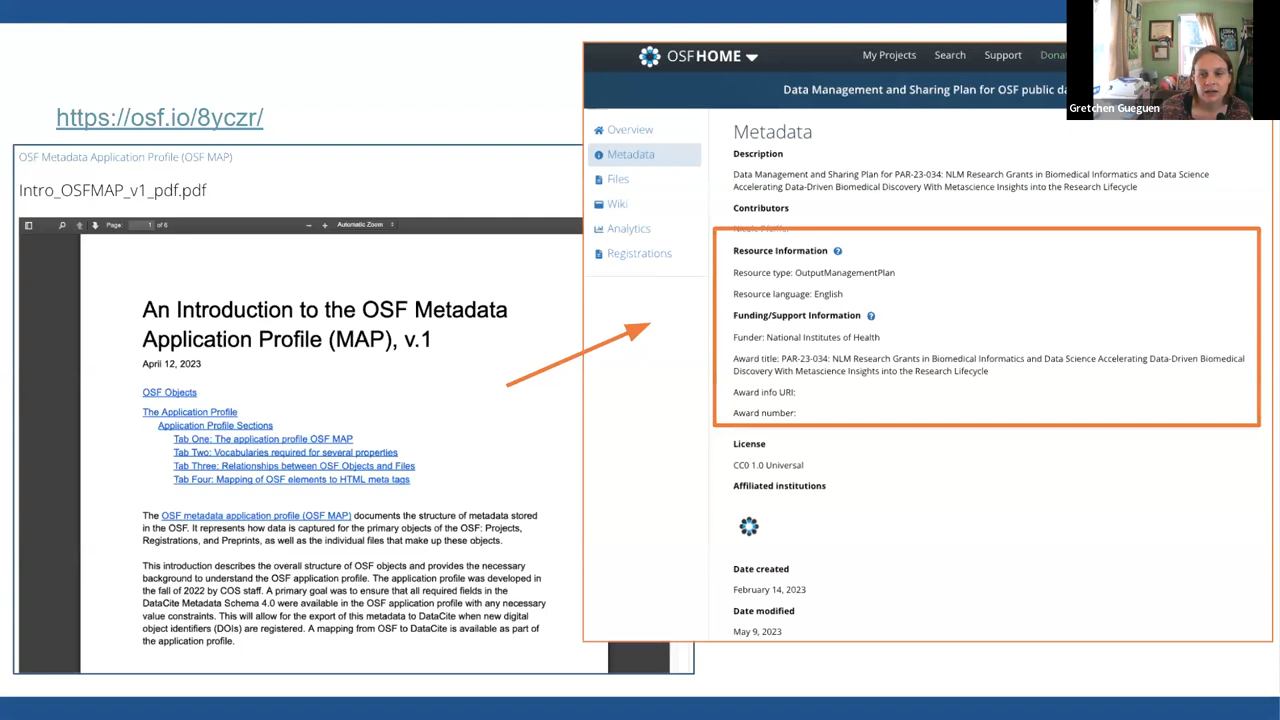 https://osf.io/8yczr/
OSF Metadata Application Profile (OSF MAP)
Intro_OSFMAP_v1_pdf.pdf
Page: 1 of 6
Automatic Zoom
An Introduction to the OSF Metadata
Application Profile (MAP), v.1
April 12, 2023
OSF Objects
The Application Profile
Application Profile Sections
Tab One: The application profile OSF MAP
Tab Two: Vocabularies required for several properties
Tab Three: Relationships between OSF Objects and Files
Tab Four: Mapping of OSF elements to HTML meta tags
The OSF metadata application profile (OSF MAP) documents the structure of metadata stored
in the OSF. It represents how data is captured for the primary objects of the OSF: Projects,
Registrations, and Preprints, as well as the individual files that make up these objects.
This introduction describes the overall structure of OSF objects and provides the necessary
background to understand the OSF application profile. The application profile was developed in
the fall of 2022 by COS staff. A primary goal was to ensure that all required fields in the
DataCite Metadata Schema 4.0 were available in the OSF application profile with any necessary
value constraints. This will allow for the export of this metadata to DataCite when new digital
object identifiers (DOIs) are registered. A mapping from OSF to DataCite is available as part of
the application profile.
OSFHOME
My Projects
Search
Support
Donat
Data Management and Sharing Plan for OSF public da
Overview
Metadata
Files
Wiki
Analytics
Registrations
Metadata
Description
Data Management and Sharing Plan for PAR-23-034: NLM Research Grants in Biomedical Informatics and Data Science
Accelerating Data-Driven Biomedical Discovery With Metascience Insights into the Research Lifecycle
Contributors
Resource Information
Resource type: OutputManagementPlan
Resource language: English
Funding/Support Information
Funder: National Institutes of Health
Award title: PAR-23-034: NLM Research Grants in Biomedical Informatics and Data Science Accelerating Data-Driven Biomedical
Discovery With Metascience Insights into the Research Lifecycle
Award info URI:
Award number:
License
CC0 1.0 Universal
Affiliated institutions
Date created
February 14, 2023
Date modified
May 9, 2023
Gretchen Gueguen